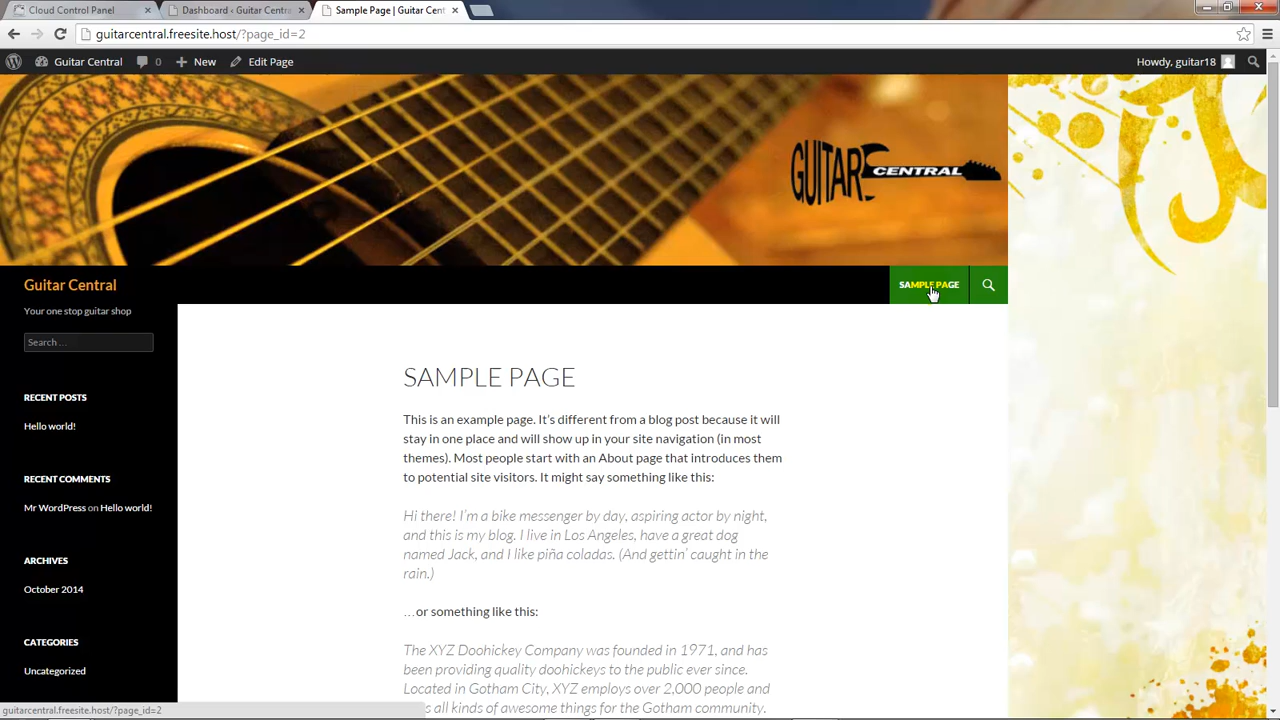 Cloud Control Panel
Dashboard ‹ Guitar Centr
Sample Page | Guitar Cent
guitarcentral.freesite.host/?page_id=2
Guitar Central 0 New Edit Page Howdy, guitar18
GUITAR CENTRAL
Guitar Central
SAMPLE PAGE
Your one stop guitar shop
Search ...
RECENT POSTS
Hello world!
RECENT COMMENTS
Mr WordPress on Hello world!
ARCHIVES
October 2014
CATEGORIES
Uncategorized
SAMPLE PAGE
This is an example page. It’s different from a blog post because it will
stay in one place and will show up in your site navigation (in most
themes). Most people start with an About page that introduces them
to potential site visitors. It might say something like this:
Hi there! I’m a bike messenger by day, aspiring actor by night,
and this is my blog. I live in Los Angeles, have a great dog
named Jack, and I like piña coladas. (And gettin’ caught in the
rain.)
…or something like this:
The XYZ Doohickey Company was founded in 1971, and has
been providing quality doohickeys to the public ever since.
Located in Gotham City, XYZ employs over 2,000 people and
all kinds of awesome things for the Gotham community.
guitarcentral.freesite.host/?page_id=2